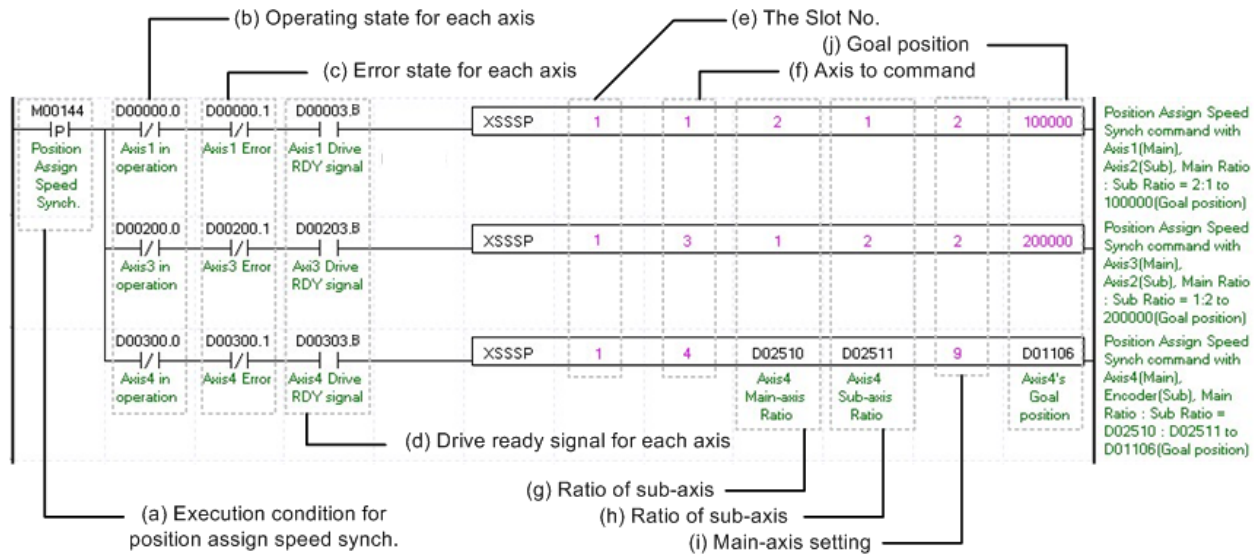 (b) Operating state for each axis
(e) The Slot No.
(j) Goal position
(c) Error state for each axis
(f) Axis to command
M00144
P
Position
Assign
Speed
Synch.
D00000.0
Axis1 in
operation
D00000.1
Axis1 Error
D00003.B
Axis1 Drive
RDY signal
XSSSP 1 1 2 1 2 100000
Position Assign Speed
Synch command with
Axis1(Main),
Axis2(Sub), Main Ratio
: Sub Ratio = 2:1 to
100000(Goal position)
D00200.0
Axis3 in
operation
D00200.1
Axis3 Error
D00203.B
Axi3 Drive
RDY signal
XSSSP 1 3 1 2 2 200000
Position Assign Speed
Synch command with
Axis3(Main),
Axis2(Sub), Main Ratio
: Sub Ratio = 1:2 to
200000(Goal position)
D00300.0
Axis4 in
operation
D00300.1
Axis4 Error
D00303.B
Axis4 Drive
RDY signal
XSSSP 1 4 D02510 D02511 9 D01106
Axis4
Main-axis
Ratio
Axis4
Sub-axis
Ratio
Axis4's
Goal
position
Position Assign Speed
Synch command with
Axis4(Main),
Encoder(Sub), Main
Ratio : Sub Ratio =
D02510 : D02511 to
D01106(Goal position)
(d) Drive ready signal for each axis
(g) Ratio of sub-axis
(a) Execution condition for
position assign speed synch.
(h) Ratio of sub-axis
(i) Main-axis setting